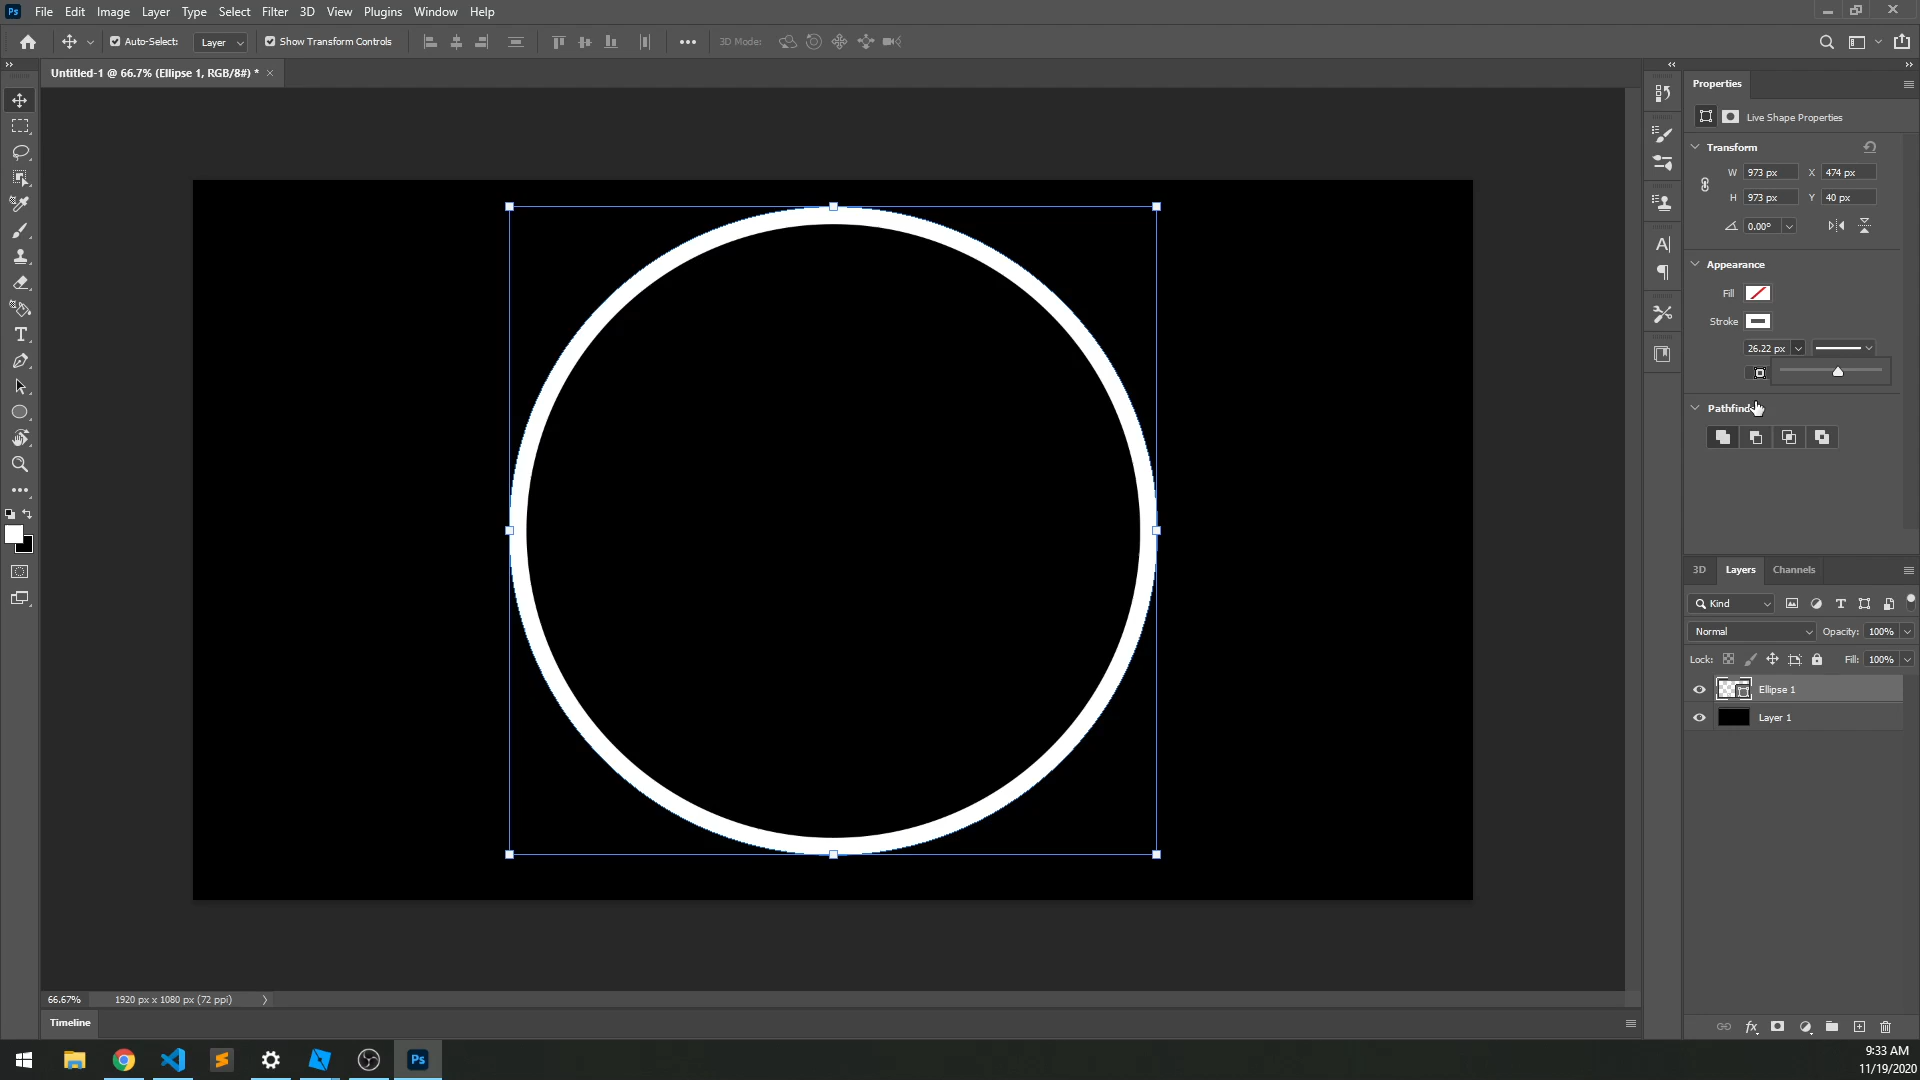 Ps File Edit Image Layer Type Select Filter 3D View Plugins Window Help
Auto-Select: Layer Show Transform Controls 3D Mode:
Untitled-1 @ 66.7% (Ellipse 1, RGB/8#) *
Properties
Live Shape Properties
Transform
W 973 px X 474 px
H 973 px Y 40 px
0.00°
Appearance
Fill
Stroke
26.22 px
Pathfind
3D Layers Channels
Kind
Normal Opacity: 100%
Lock: Fill: 100%
Ellipse 1
Layer 1
66.67% 1920 px x 1080 px (72 ppi)
Timeline
fx
Ps
9:33 AM
11/19/2020